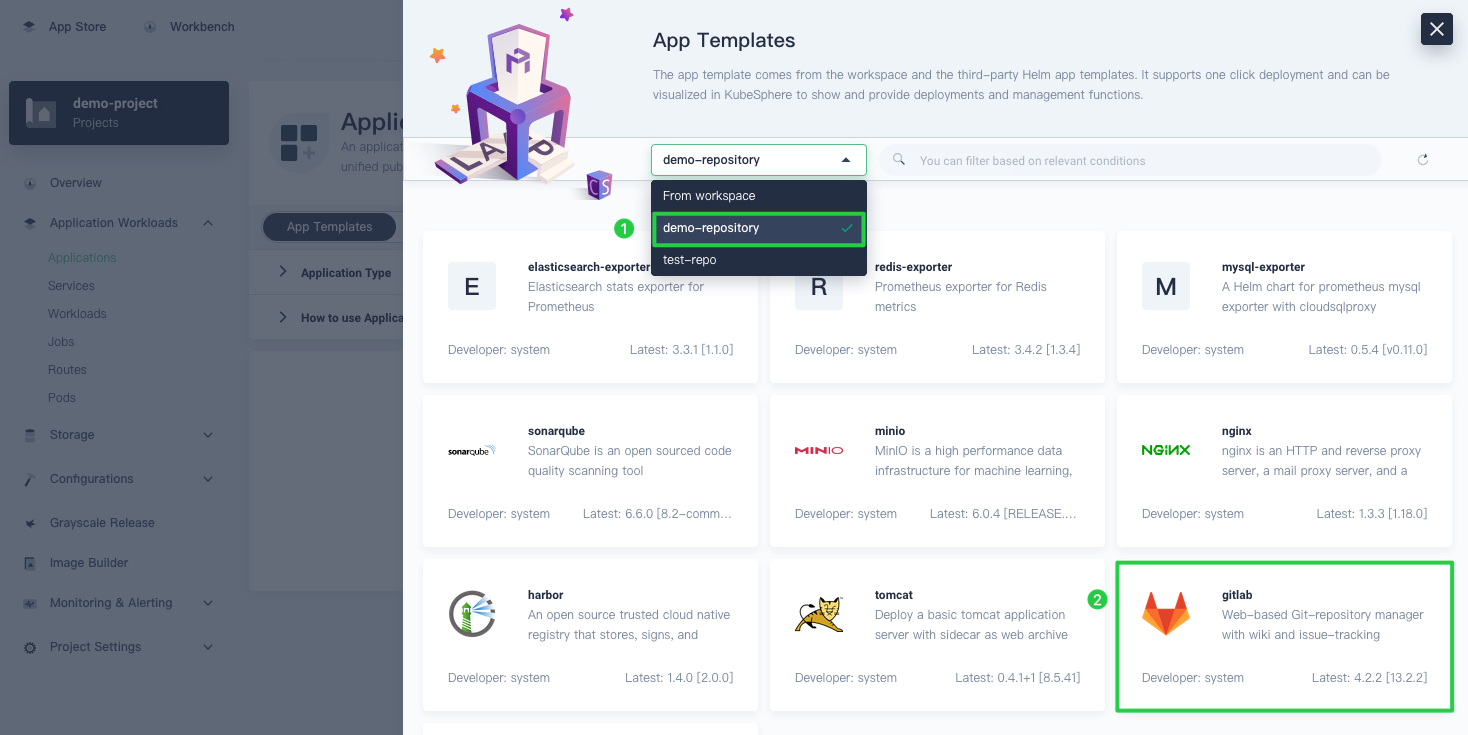 App Store
Workbench
demo-project
Projects
Overview
Application Workloads
Applications
Services
Workloads
Jobs
Routes
Pods
Storage
Configurations
Grayscale Release
Image Builder
Monitoring & Alerting
Project Settings
Applic
An applicat
unified pub
App Templates
Application Type
How to use Applica
LAPP
CS
App Templates
The app template comes from the workspace and the third-party Helm app templates. It supports one click deployment and can be
visualized in KubeSphere to show and provide deployments and management functions.
demo-repository
You can filter based on relevant conditions
From workspace
1
demo-repository
test-repo
E
elasticsearch-exporter
Elasticsearch stats exporter for
Prometheus
Developer: system
Latest: 3.3.1 [1.1.0]
R
redis-exporter
Prometheus exporter for Redis
metrics
Developer: system
Latest: 3.4.2 [1.3.4]
M
mysql-exporter
A Helm chart for prometheus mysql
exporter with cloudsqlproxy
Developer: system
Latest: 0.5.4 [v0.11.0]
sonarqube
sonarqube
SonarQube is an open sourced code
quality scanning tool
Developer: system
Latest: 6.6.0 [8.2-comm...
MINIO
minio
MinIO is a high performance data
infrastructure for machine learning,
Developer: system
Latest: 6.0.4 [RELEASE....
NGINX
nginx
nginx is an HTTP and reverse proxy
server, a mail proxy server, and a
Developer: system
Latest: 1.3.3 [1.18.0]
harbor
An open source trusted cloud native
registry that stores, signs, and
Developer: system
Latest: 1.4.0 [2.0.0]
tomcat
Deploy a basic tomcat application
server with sidecar as web archive
Developer: system
Latest: 0.4.1+1 [8.5.41]
2
gitlab
Web-based Git-repository manager
with wiki and issue-tracking
Developer: system
Latest: 4.2.2 [13.2.2]